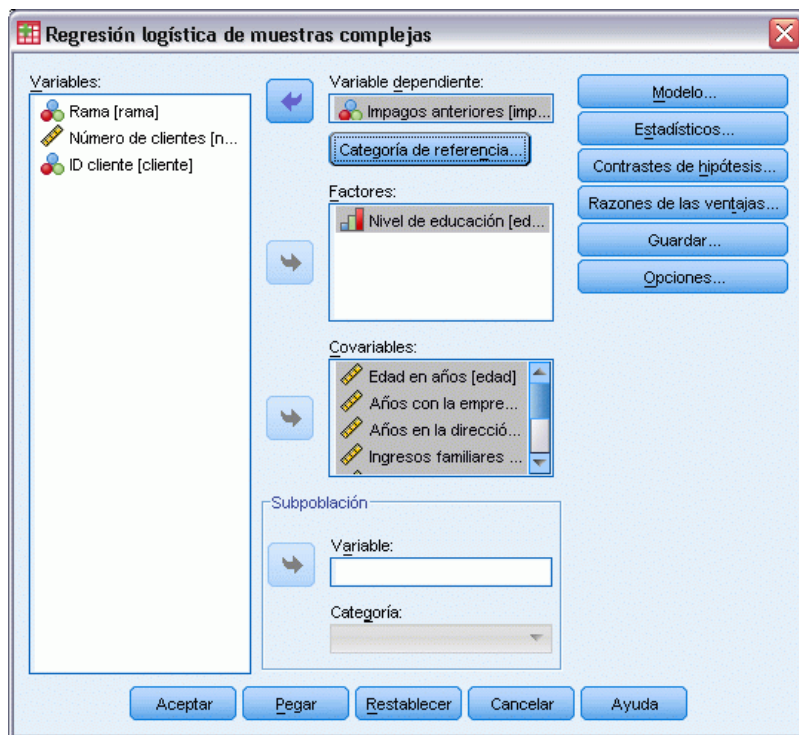 Regresión logística de muestras complejas
Variables:
Rama [rama]
Número de clientes [n...
ID cliente [cliente]
Variable dependiente:
Impagos anteriores [imp...
Categoría de referencia...
Factores:
Nivel de educación [ed...
Covariables:
Edad en años [edad]
Años con la empre...
Años en la direcció...
Ingresos familiares ...
Subpoblación
Variable:
Categoría:
Modelo...
Estadísticos...
Contrastes de hipótesis...
Razones de las ventajas...
Guardar...
Opciones...
Aceptar
Pegar
Restablecer
Cancelar
Ayuda